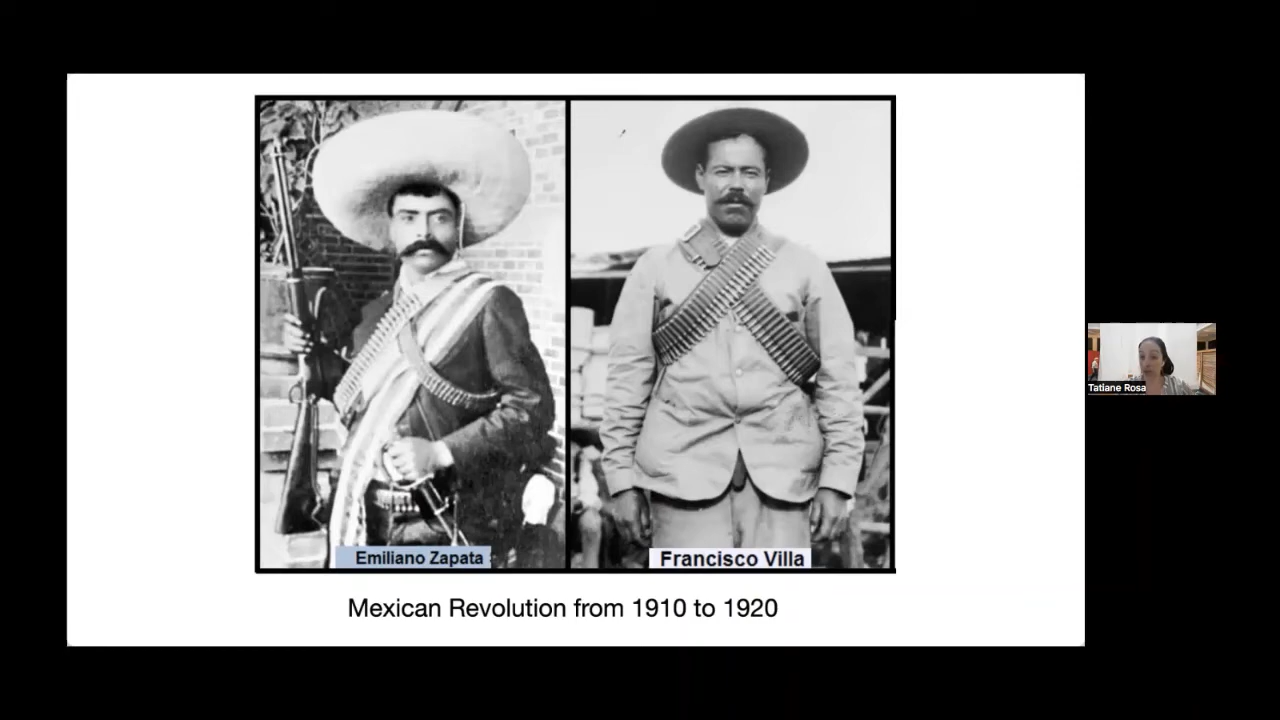 Emiliano Zapata
Francisco Villa
Mexican Revolution from 1910 to 1920
Tatiane Rosa